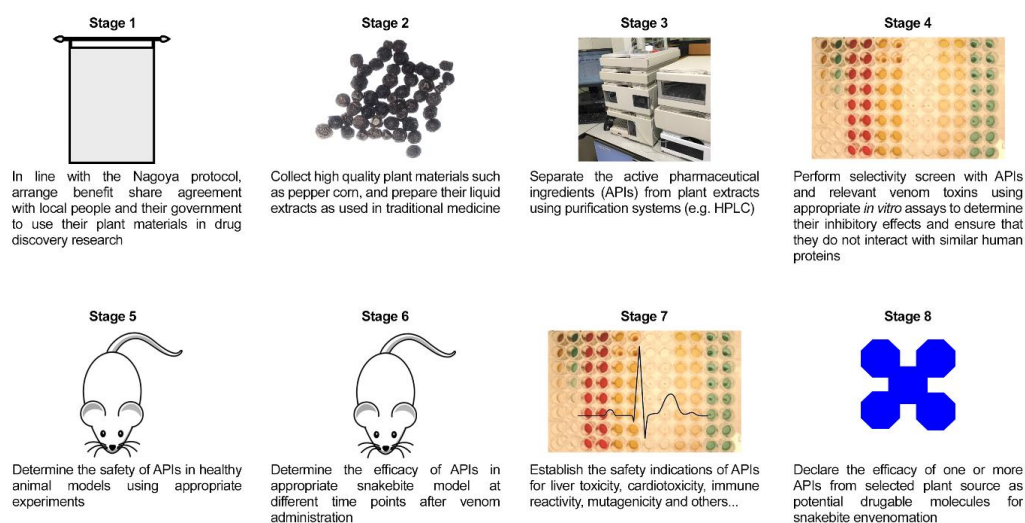 Stage 1
In line with the Nagoya protocol,
arrange benefit share agreement
with local people and their government
to use their plant materials in drug
discovery research
Stage 2
Collect high quality plant materials such
as pepper corn, and prepare their liquid
extracts as used in traditional medicine
Stage 3
Separate the active pharmaceutical
ingredients (APIs) from plant extracts
using purification systems (e.g. HPLC)
Stage 4
Perform selectivity screen with APIs
and relevant venom toxins using
appropriate in vitro assays to determine
their inhibitory effects and ensure that
they do not interact with similar human
proteins
Stage 5
Determine the safety of APIs in healthy
animal models using appropriate
experiments
Stage 6
Determine the efficacy of APIs in
appropriate snakebite model at
different time points after venom
administration
Stage 7
Establish the safety indications of APIs
for liver toxicity, cardiotoxicity, immune
reactivity, mutagenicity and others...
Stage 8
Declare the efficacy of one or more
APIs from selected plant source as
potential drugable molecules for
snakebite envenomation